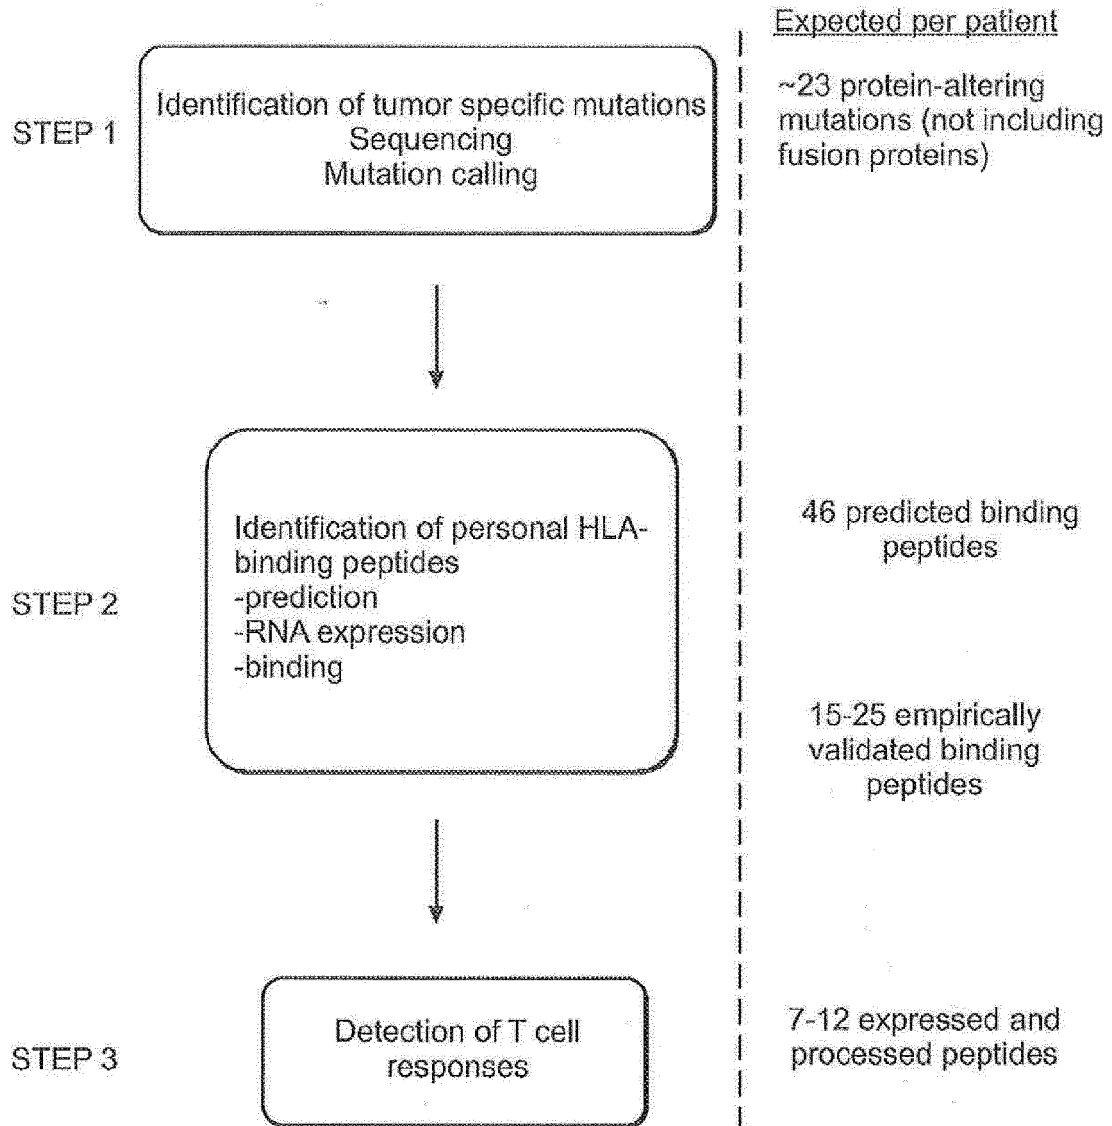 Expected per patient
STEP 1
Identification of tumor specific mutations
Sequencing
Mutation calling
~23 protein-altering
mutations (not including
fusion proteins)
STEP 2
Identification of personal HLA-
binding peptides
-prediction
-RNA expression
-binding
46 predicted binding
peptides
15-25 empirically
validated binding
peptides
STEP 3
Detection of T cell
responses
7-12 expressed and
processed peptides